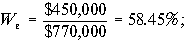 W_e = $450,000 / $770,000 = 58.45%;